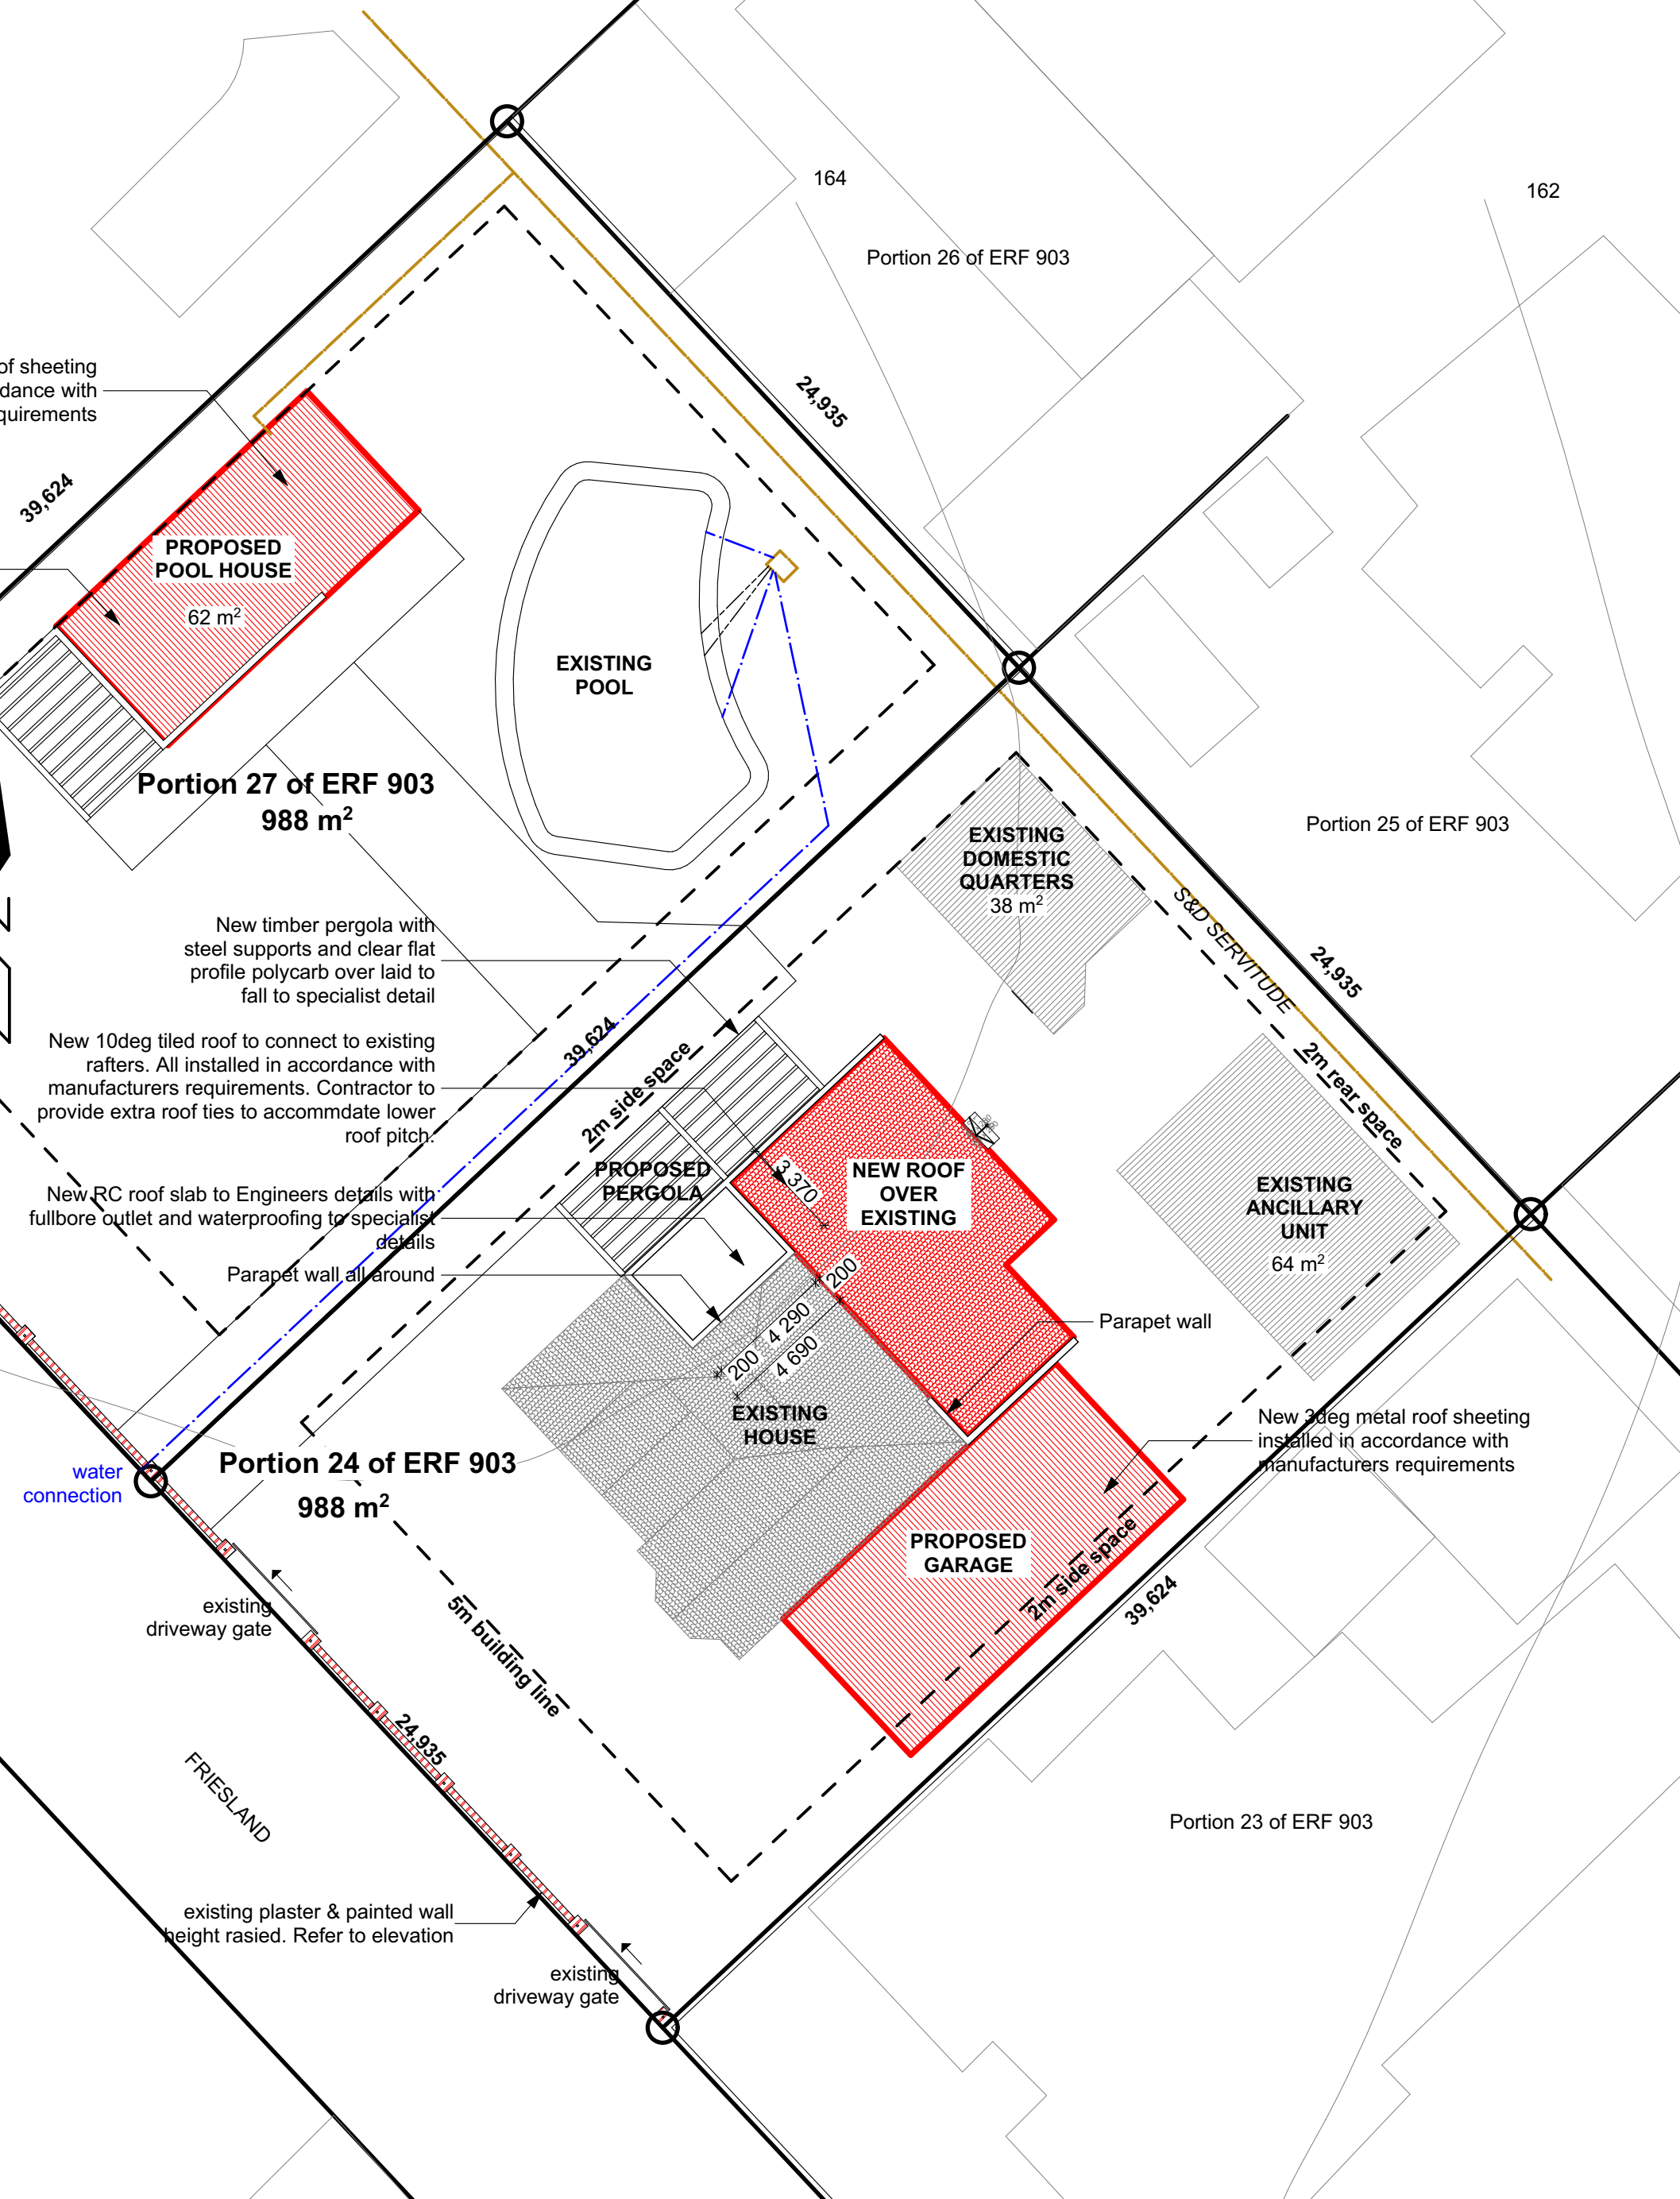 164
162
Portion 26 of ERF 903
of sheeting
dance with
quirements
24,935
39,624
PROPOSED
POOL HOUSE
62 m²
EXISTING
POOL
Portion 27 of ERF 903
988 m²
EXISTING
DOMESTIC
QUARTERS
38 m²
Portion 25 of ERF 903
S&D SERVITUDE
24,935
New timber pergola with
steel supports and clear flat
profile polycarb over laid to
fall to specialist detail
39,624
2m side space
2m rear space
New 10deg tiled roof to connect to existing
rafters. All installed in accordance with
manufacturers requirements. Contractor to
provide extra roof ties to accommdate lower
roof pitch.
PROPOSED
PERGOLA
3 370
NEW ROOF
OVER
EXISTING
EXISTING
ANCILLARY
UNIT
64 m²
New RC roof slab to Engineers details with
fullbore outlet and waterproofing to specialist
details
Parapet wall all around
200
4 290
200
4 690
Parapet wall
EXISTING
HOUSE
New 3deg metal roof sheeting
installed in accordance with
manufacturers requirements
Portion 24 of ERF 903
988 m²
water
connection
PROPOSED
GARAGE
2m side space
39,624
existing
driveway gate
5m building line
24,935
FRIESLAND
Portion 23 of ERF 903
existing plaster & painted wall
height rasied. Refer to elevation
existing
driveway gate